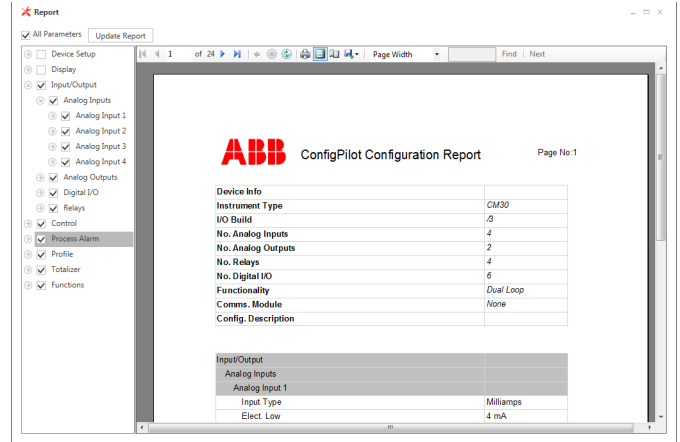 Report
All Parameters Update Report
1 of 24 Page Width Find Next
Device Setup
Display
Input/Output
Analog Inputs
Analog Input 1
Analog Input 2
Analog Input 3
Analog Input 4
Analog Outputs
Digital I/O
Relays
Control
Process Alarm
Profile
Totalizer
Functions
ABB ConfigPilot Configuration Report Page No:1
Device Info
Instrument Type CM30
I/O Build /3
No. Analog Inputs 4
No. Analog Outputs 2
No. Relays 4
No. Digital I/O 6
Functionality Dual Loop
Comms. Module None
Config. Description
Input/Output
Analog Inputs
Analog Input 1
Input Type Milliamps
Elect. Low 4 mA